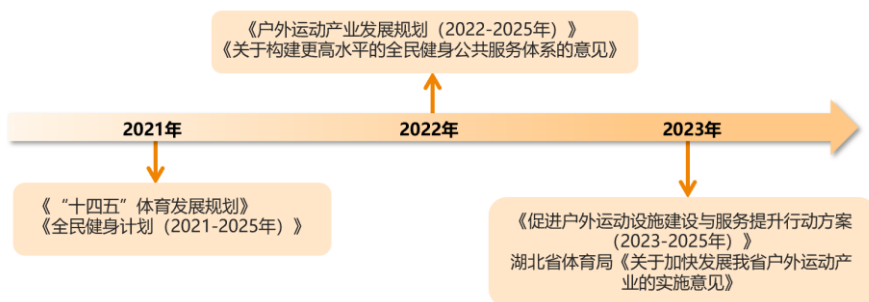 《户外运动产业发展规划（2022-2025年）》
《关于构建更高水平的全民健身公共服务体系的意见》
2021年
2022年
2023年
《“十四五”体育发展规划》
《全民健身计划（2021-2025年）》
《促进户外运动设施建设与服务提升行动方案
（2023-2025年）》
湖北省体育局《关于加快发展我省户外运动产
业的实施意见》